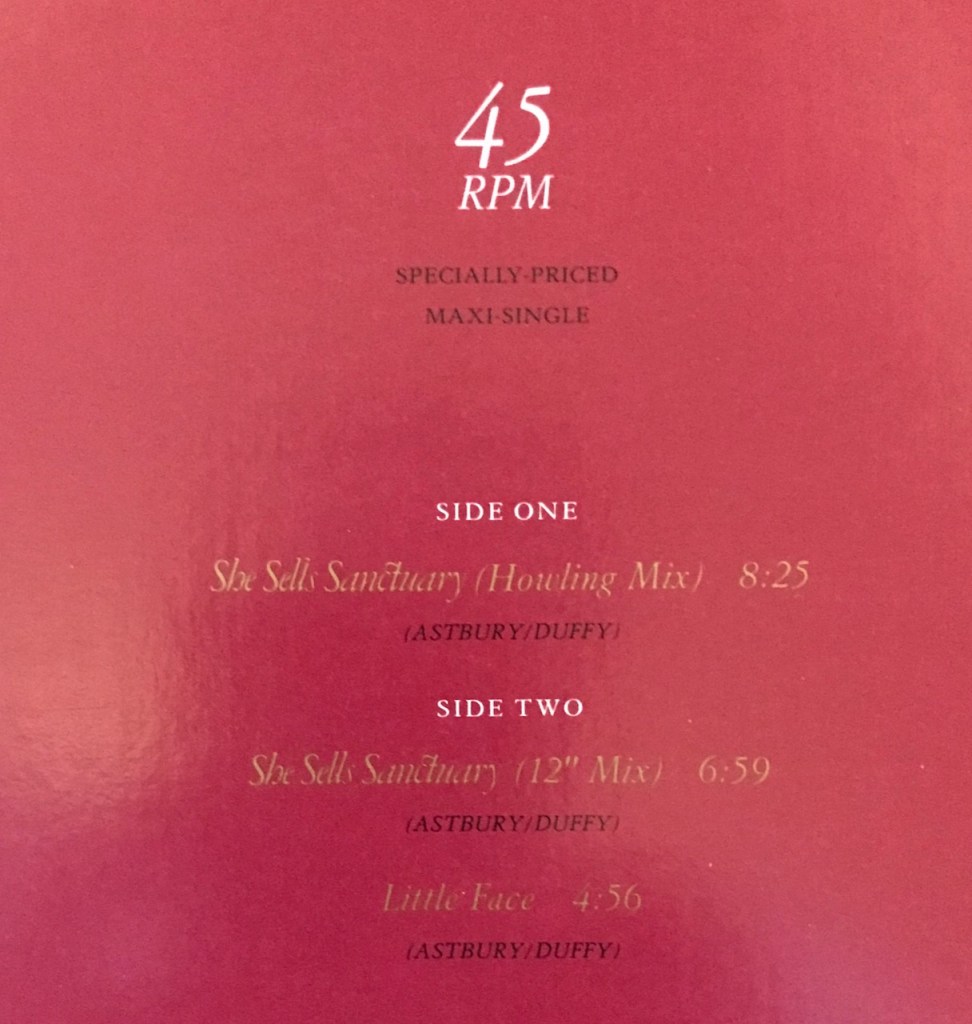 45
RPM
SPECIALLY-PRICED
MAXI-SINGLE
SIDE ONE
She Sells Sanctuary (Howling Mix) 8:25
(ASTBURY/DUFFY)
SIDE TWO
She Sells Sanctuary (12" Mix) 6:59
(ASTBURY/DUFFY)
Little Face 4:56
(ASTBURY/DUFFY)